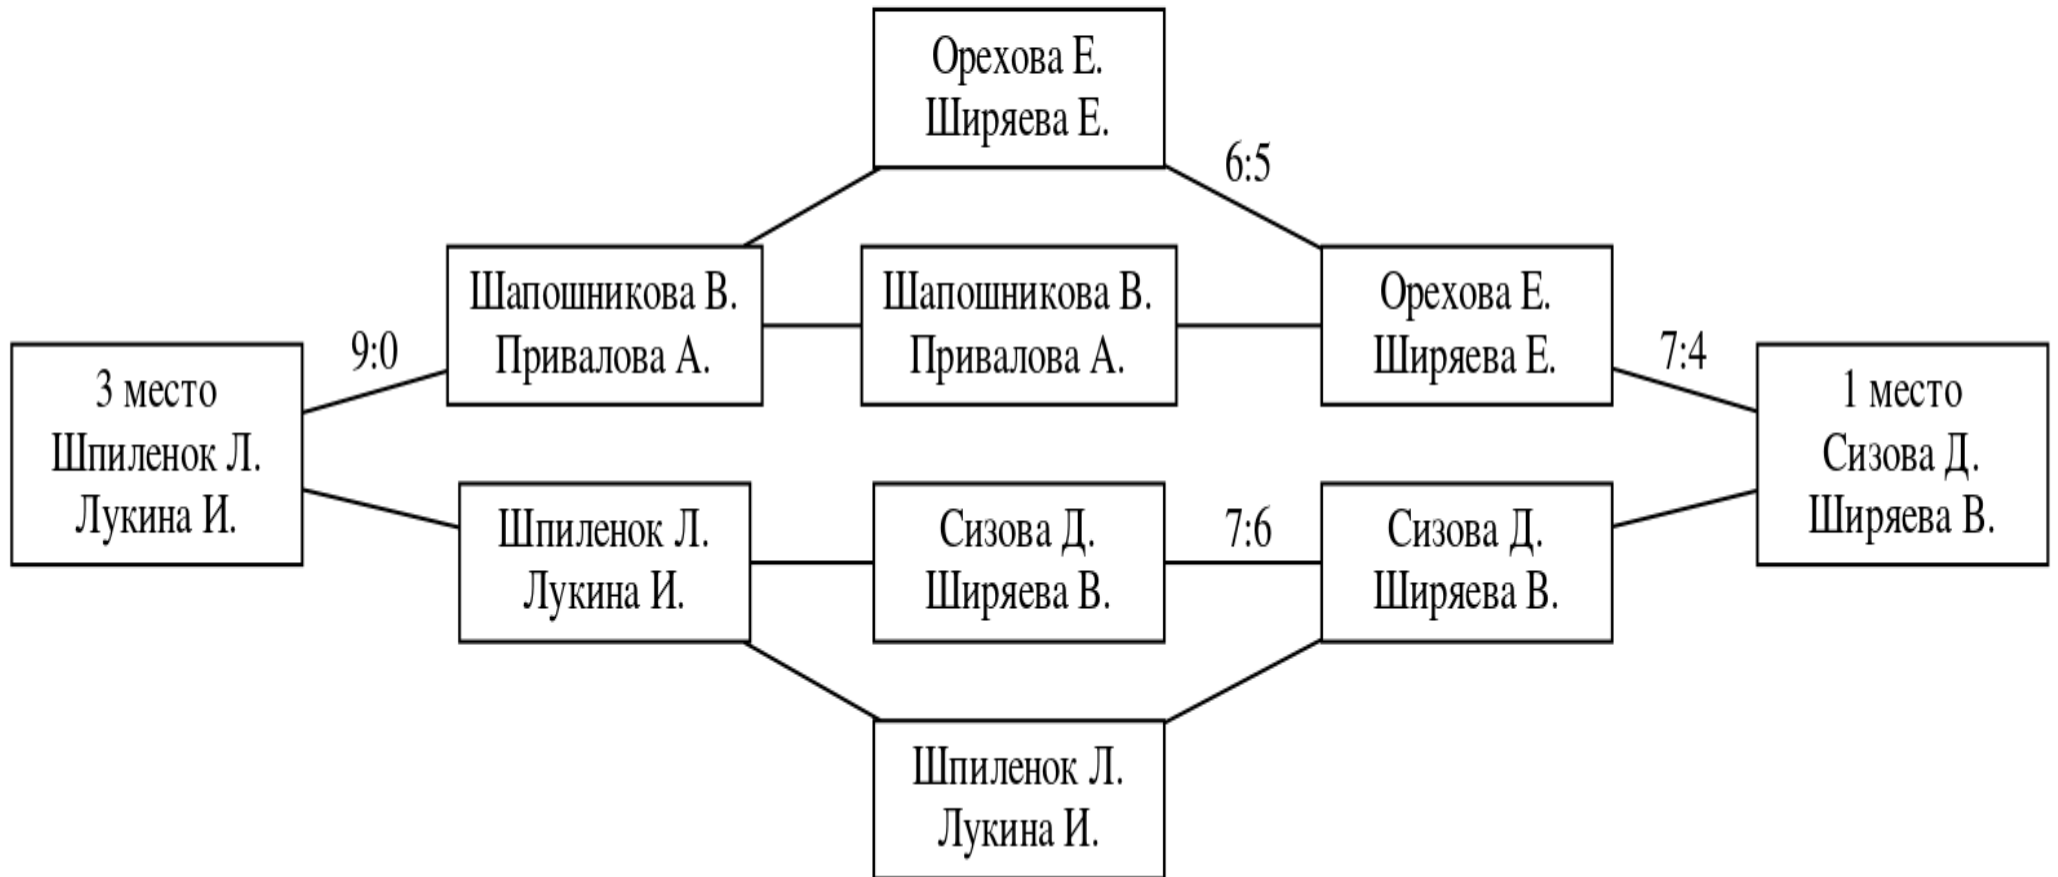 Орехова Е.
Ширяева Е.
6:5
Шапошникова В.
Привалова А.
Шапошникова В.
Привалова А.
Орехова Е.
Ширяева Е.
9:0
7:4
3 место
Шпиленок Л.
Лукина И.
1 место
Сизова Д.
Ширяева В.
Шпиленок Л.
Лукина И.
Сизова Д.
Ширяева В.
7:6
Сизова Д.
Ширяева В.
Шпиленок Л.
Лукина И.